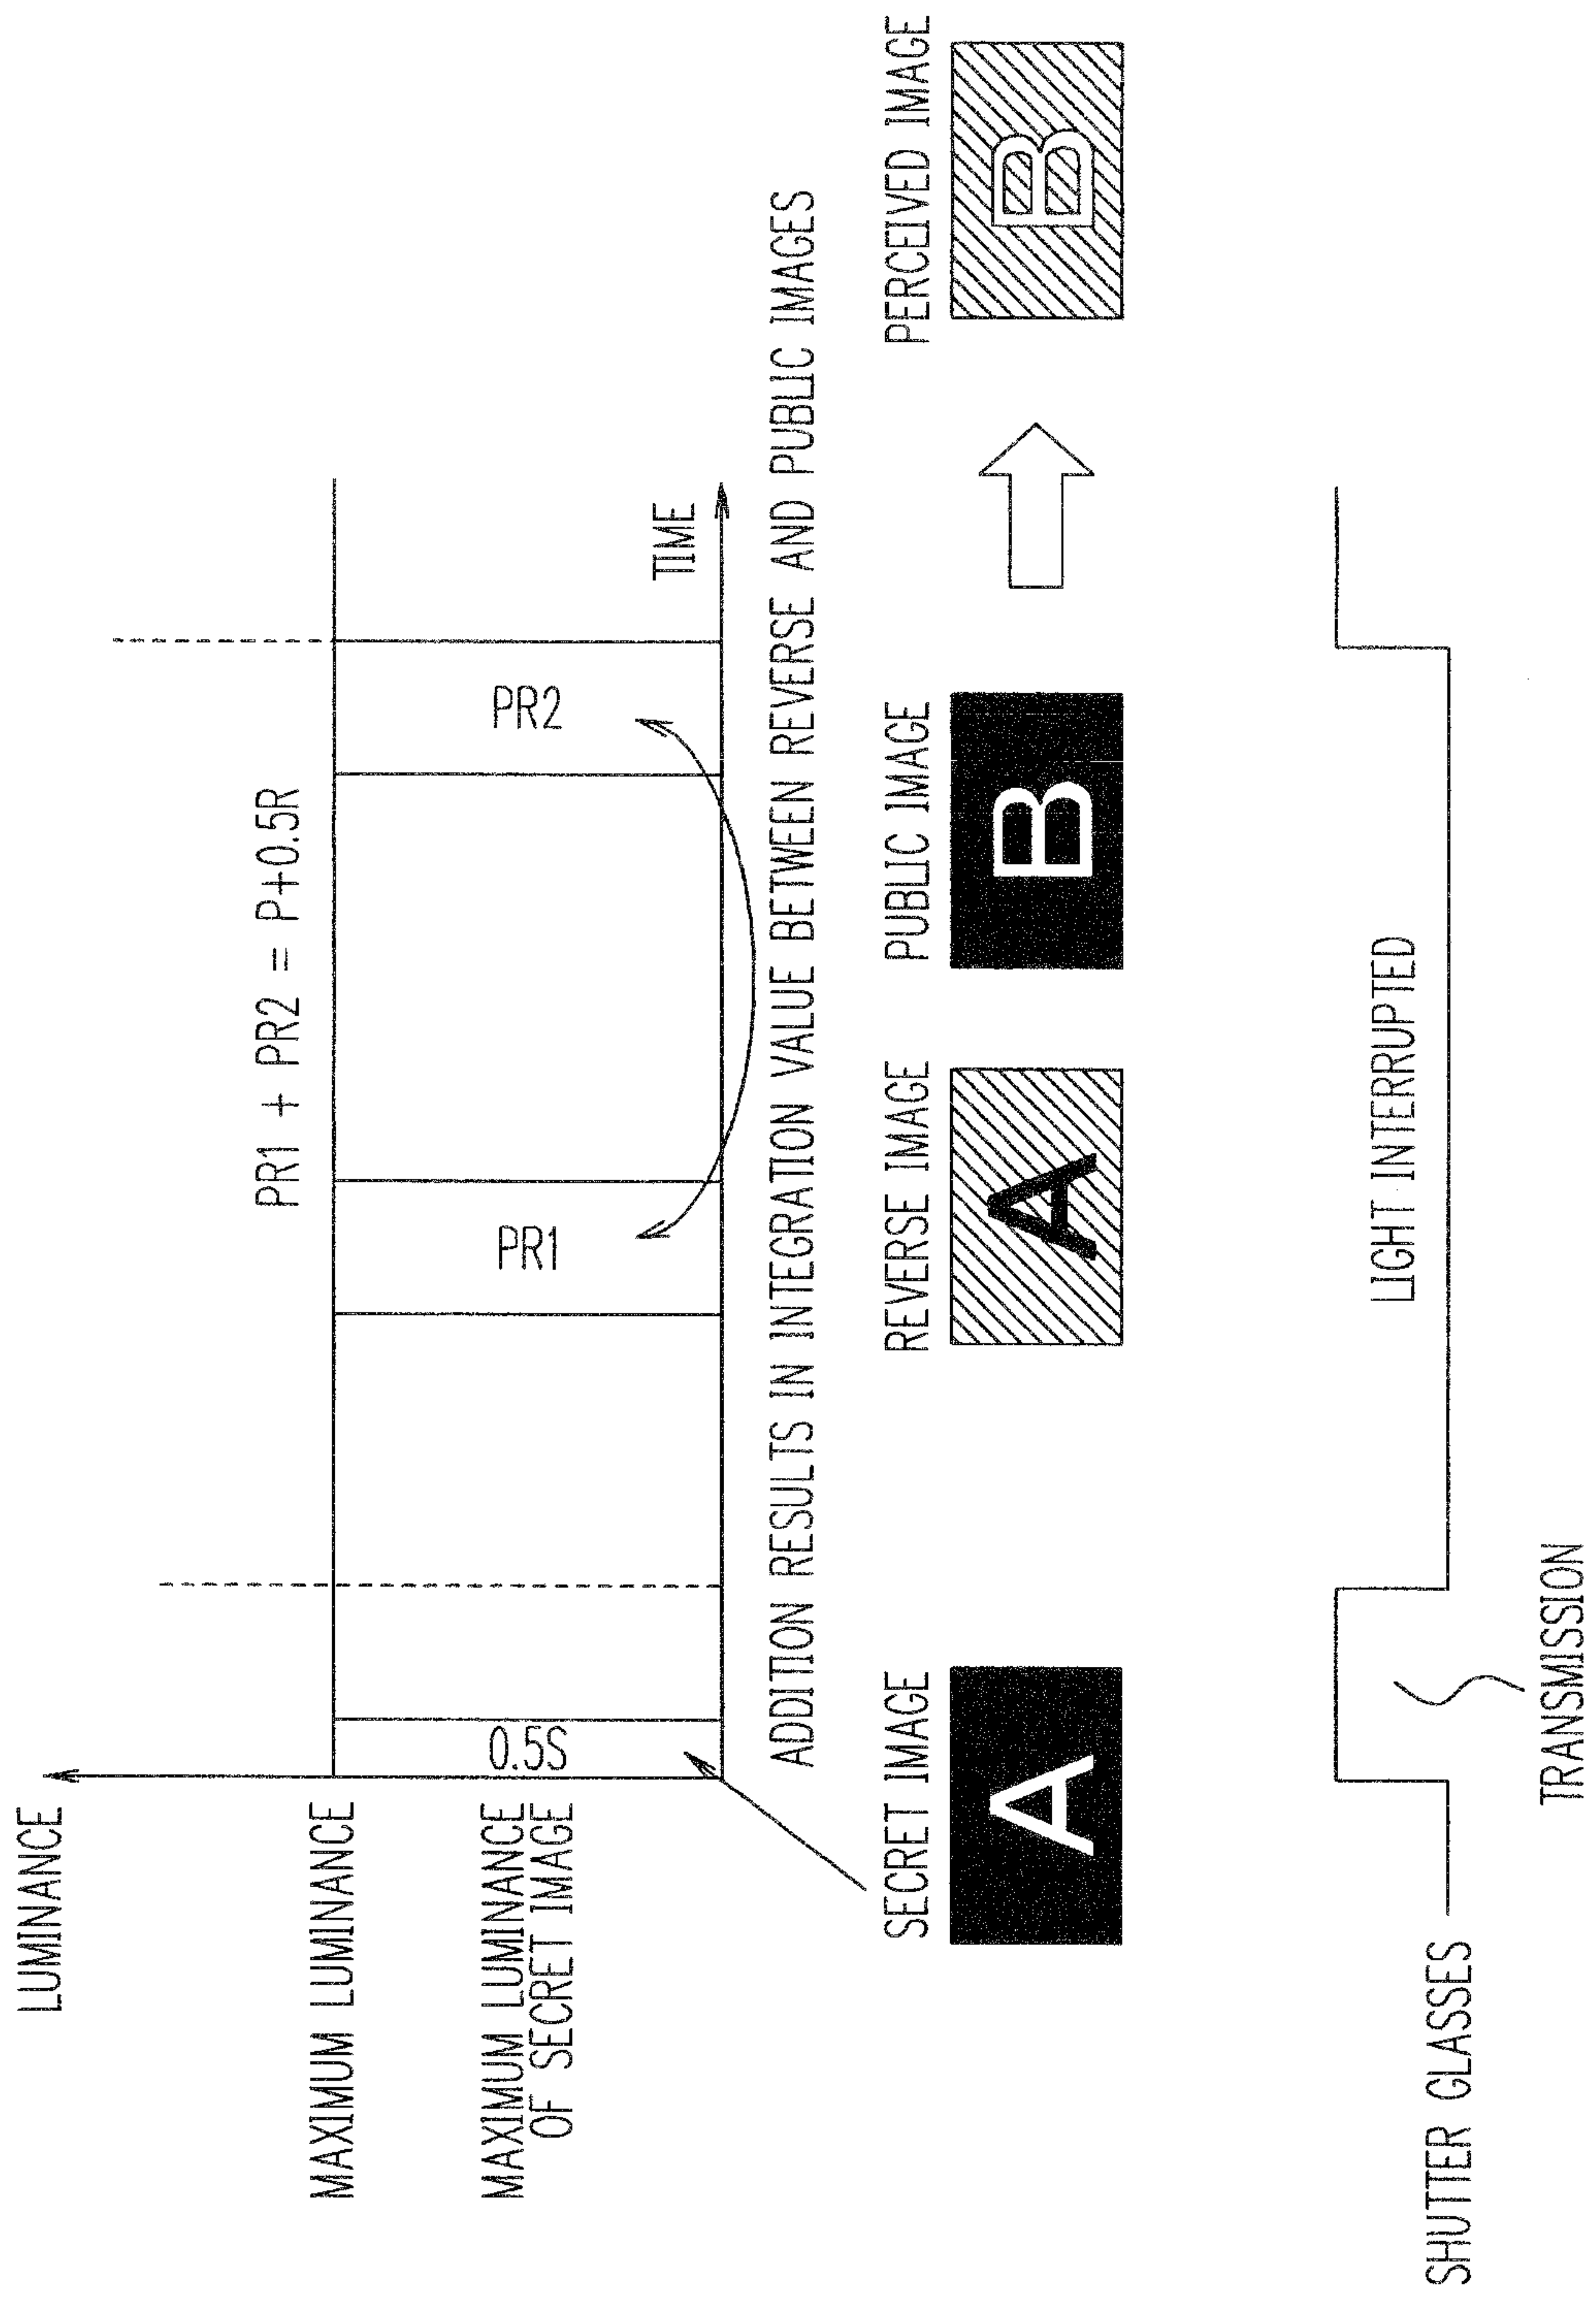 LUMINANCE
PR1 + PR2 = P+0.5R
MAXIMUM LUMINANCE
MAXIMUM LUMINANCE
OF SECRET IMAGE
0.5S
PR1
PR2
TIME
ADDITION RESULTS IN INTEGRATION VALUE BETWEEN REVERSE AND PUBLIC IMAGES
SECRET IMAGE
REVERSE IMAGE
PUBLIC IMAGE
PERCEIVED IMAGE
A
A
B
B
LIGHT INTERRUPTED
SHUTTER GLASSES
TRANSMISSION